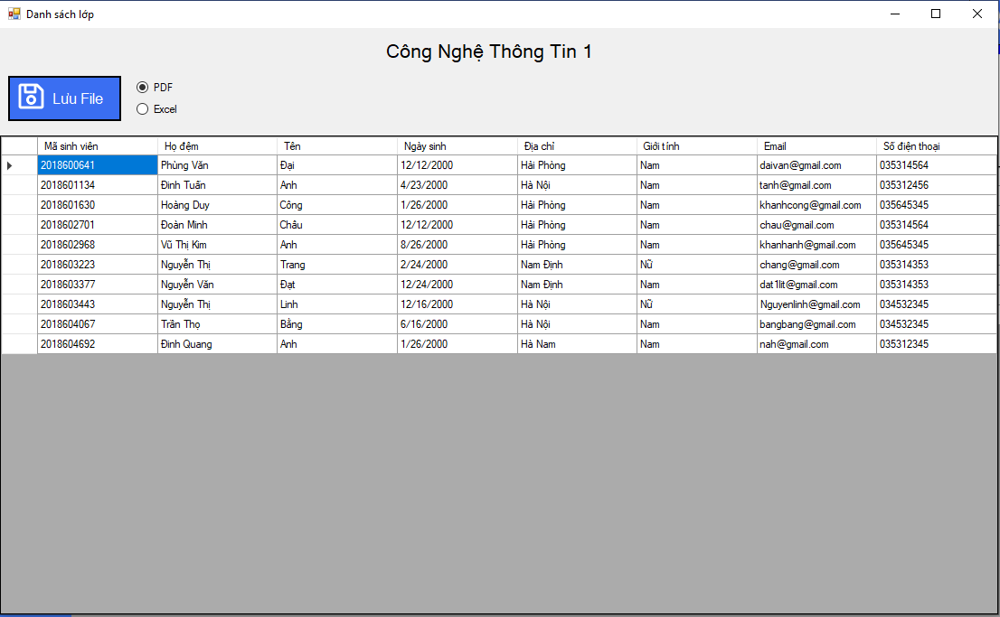 Danh sách lớp
Công Nghệ Thông Tin 1
Lưu File
PDF
Excel
Mã sinh viên Họ đệm Tên Ngày sinh Địa chỉ Giới tính Email Số điện thoại
2018600641 Phùng Văn Đại 12/12/2000 Hải Phòng Nam daivan@gmail.com 035314564
2018601134 Đinh Tuấn Anh 4/23/2000 Hà Nội Nam tanh@gmail.com 035312456
2018601630 Hoàng Duy Công 1/26/2000 Hải Phòng Nam khanhcong@gmail.com 035645345
2018602701 Đoàn Minh Châu 12/12/2000 Hải Phòng Nam chau@gmail.com 035314564
2018602968 Vũ Thị Kim Anh 8/26/2000 Hải Phòng Nam khanhanh@gmail.com 035645345
2018603223 Nguyễn Thị Trang 2/24/2000 Nam Định Nữ chang@gmail.com 035314353
2018603377 Nguyễn Văn Đạt 12/24/2000 Nam Định Nam dat1lit@gmail.com 035314353
2018603443 Nguyễn Thị Linh 12/16/2000 Hà Nội Nữ Nguyenlinh@gmail.com 034532345
2018604067 Trần Thọ Bằng 6/16/2000 Hà Nội Nam bangbang@gmail.com 034532345
2018604692 Đinh Quang Anh 1/26/2000 Hà Nam Nam nah@gmail.com 035312345